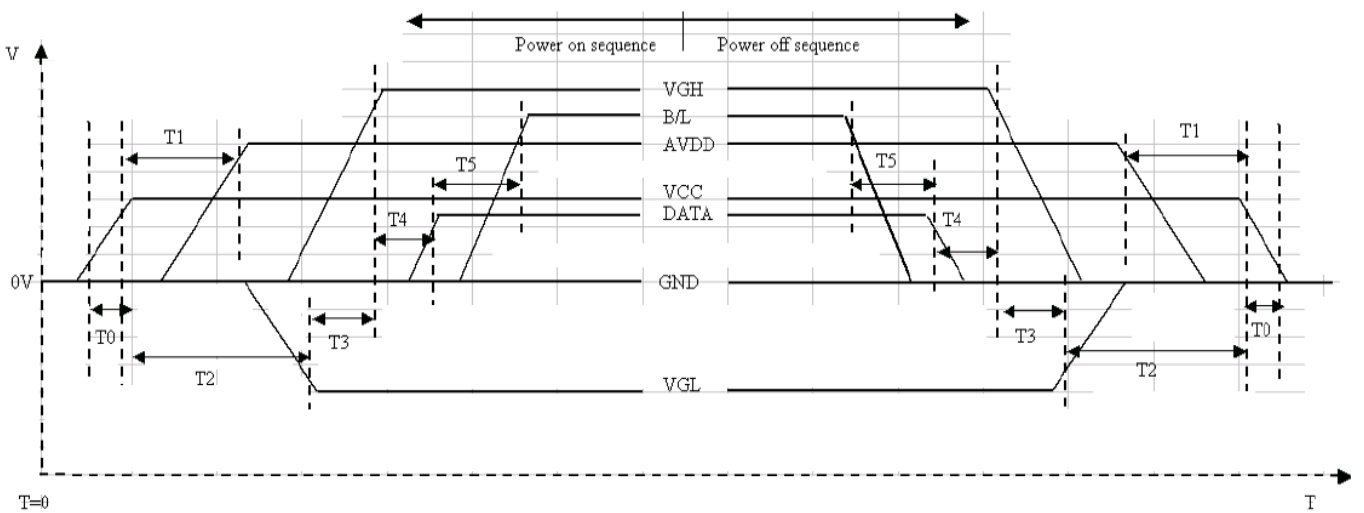 V
Power on sequence
Power off sequence
VGH
B/L
T1
AVDD
T1
T5
T5
VCC
T4
DATA
T4
0V
GND
T0
T3
T3
T0
T2
VGL
T2
T=0
T